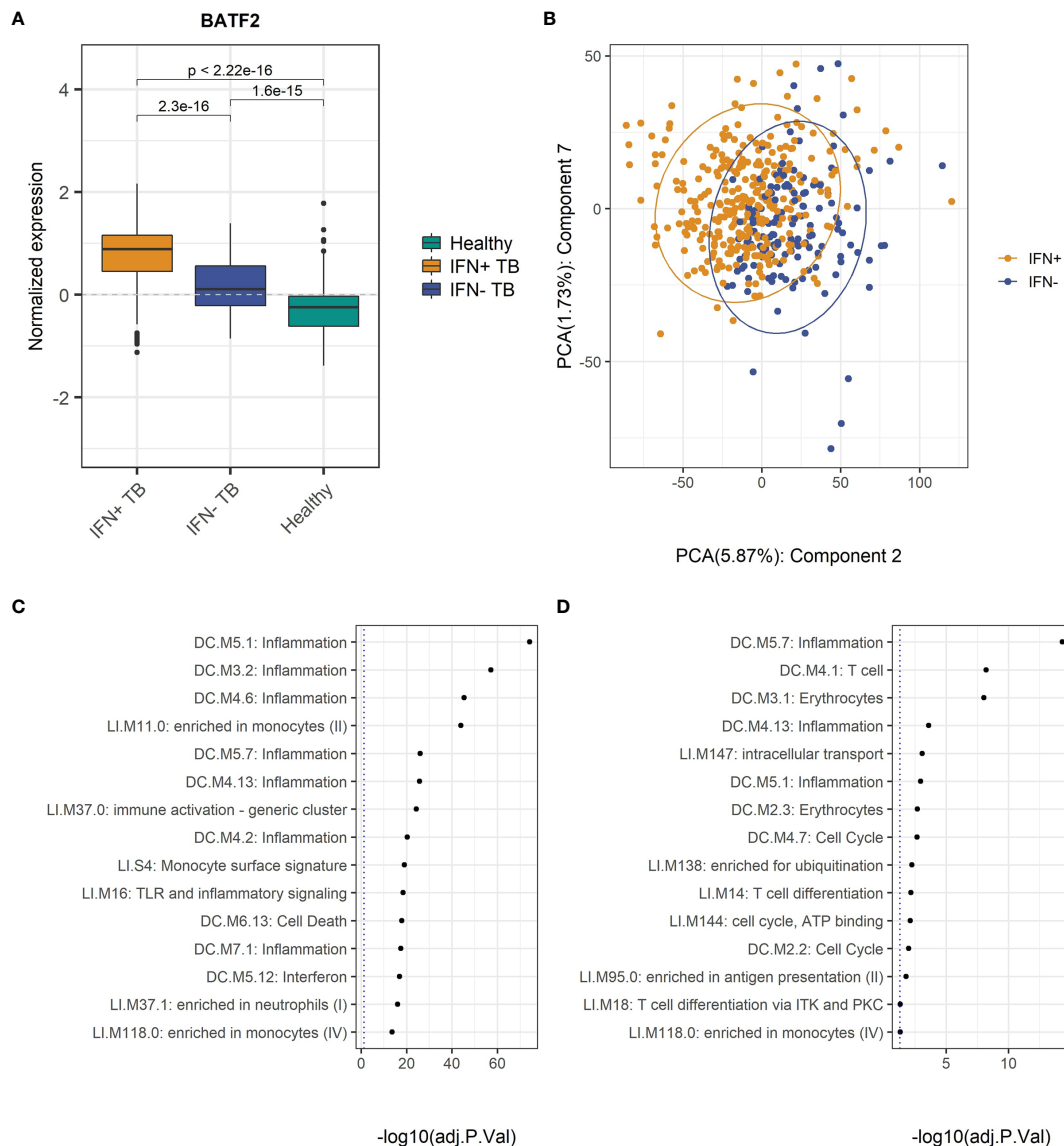 A
BATF2
p < 2.22e-16
1.6e-15
2.3e-16
4
2
0
-2
Normalized expression
IFN+ TB
IFN- TB
Healthy
Healthy
IFN+ TB
IFN- TB
B
50
0
-50
PCA(1.73%): Component 7
-50
0
50
100
PCA(5.87%): Component 2
IFN+
IFN-
C
DC.M5.1: Inflammation
DC.M3.2: Inflammation
DC.M4.6: Inflammation
LI.M11.0: enriched in monocytes (II)
DC.M5.7: Inflammation
DC.M4.13: Inflammation
LI.M37.0: immune activation - generic cluster
DC.M4.2: Inflammation
LI.S4: Monocyte surface signature
LI.M16: TLR and inflammatory signaling
DC.M6.13: Cell Death
DC.M7.1: Inflammation
DC.M5.12: Interferon
LI.M37.1: enriched in neutrophils (I)
LI.M118.0: enriched in monocytes (IV)
0
20
40
60
-log10(adj.P.Val)
D
DC.M5.7: Inflammation
DC.M4.1: T cell
DC.M3.1: Erythrocytes
DC.M4.13: Inflammation
LI.M147: intracellular transport
DC.M5.1: Inflammation
DC.M2.3: Erythrocytes
DC.M4.7: Cell Cycle
LI.M138: enriched for ubiquitination
LI.M14: T cell differentiation
LI.M144: cell cycle, ATP binding
DC.M2.2: Cell Cycle
LI.M95.0: enriched in antigen presentation (II)
LI.M18: T cell differentiation via ITK and PKC
LI.M118.0: enriched in monocytes (IV)
5
10
-log10(adj.P.Val)